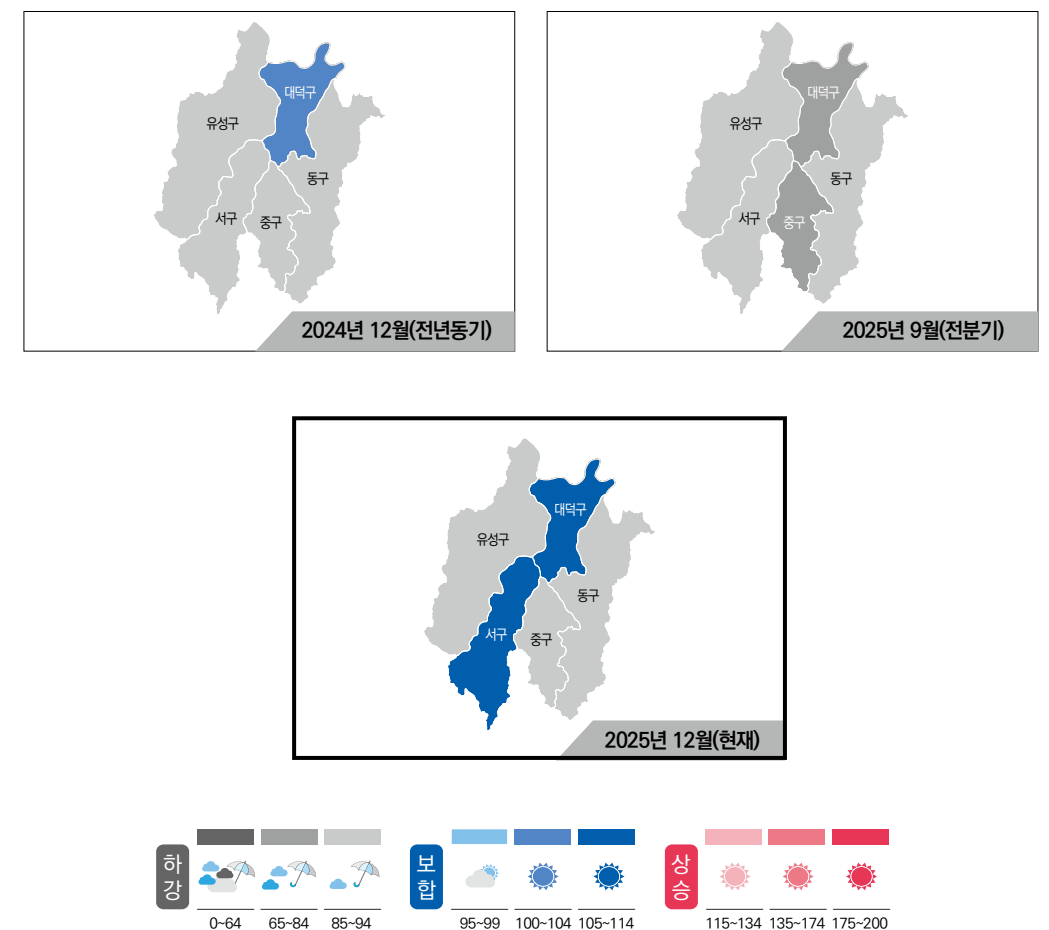 대덕구
유성구
동구
서구
중구
2024년 12월(전년동기)
대덕구
유성구
동구
서구
중구
2025년 9월(전분기)
대덕구
유성구
동구
서구
중구
2025년 12월(현재)
하강
0~64 65~84 85~94
보합
95~99 100~104 105~114
상승
115~134 135~174 175~200